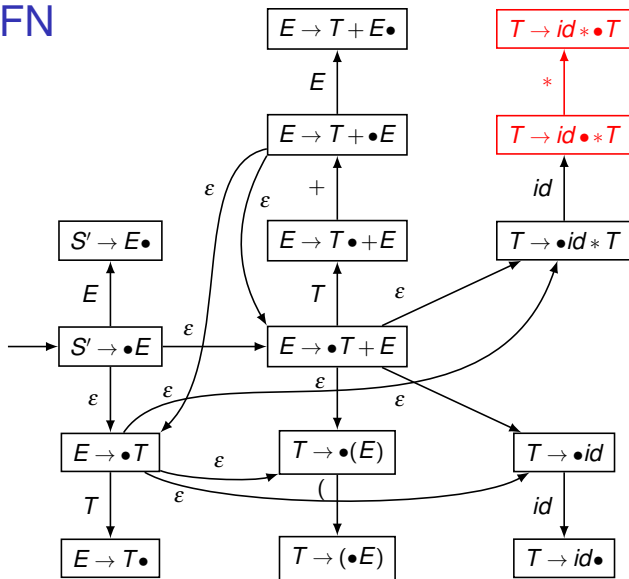 FN
E → T + E•
T → id * •T
E
*
E → T + •E
T → id • *T
ε
ε
+
id
S′ → E•
E → T • +E
T → •id * T
E
T
ε
S′ → •E
ε
E → •T + E
ε
ε
ε
E → •T
ε
T → •(E)
T → •id
T
ε
(
id
E → T•
T → (•E)
T → id•